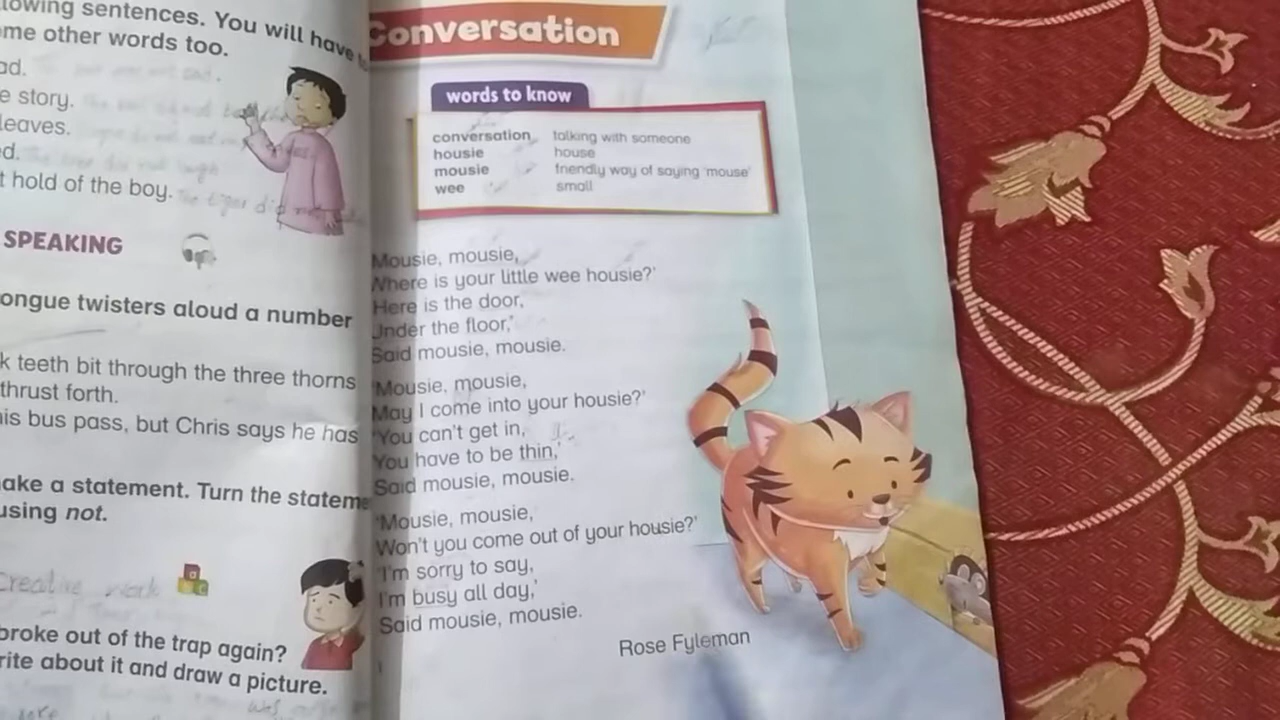 lowing sentences. You will have
me other words too.
ad.
e story.
leaves.
d.
t hold of the boy.
SPEAKING
ongue twisters aloud a number
k teeth bit through the three thorns
thrust forth.
his bus pass, but Chris says he has
ake a statement. Turn the stateme
using not.
Creative work
broke out of the trap again?
rite about it and draw a picture.
Conversation
words to know
conversation talking with someone
housie house
mousie friendly way of saying 'mouse'
wee small
Mousie, mousie,
Where is your little wee housie?'
Here is the door,
Under the floor,'
Said mousie, mousie.
'Mousie, mousie,
May I come into your housie?'
'You can't get in,
You have to be thin,'
Said mousie, mousie.
'Mousie, mousie,
Won't you come out of your housie?'
'I'm sorry to say,
I'm busy all day,'
Said mousie, mousie.
Rose Fyleman